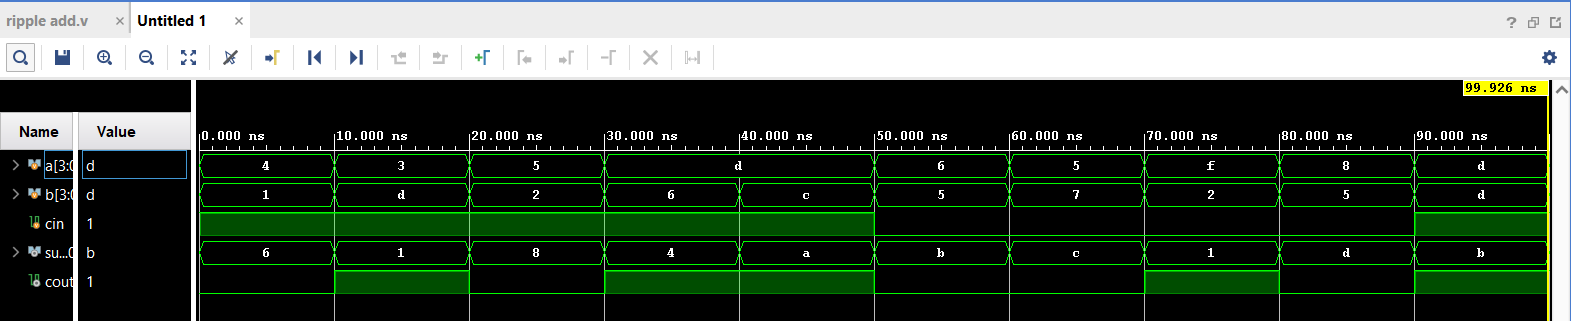 ripple add.v × Untitled 1 ×
?
99.926 ns
Name Value
0.000 ns 10.000 ns 20.000 ns 30.000 ns 40.000 ns 50.000 ns 60.000 ns 70.000 ns 80.000 ns 90.000 ns
a[3:0 d 4 3 5 d 6 5 f 8 d
b[3:0 d 1 d 2 6 c 5 7 2 5 d
cin 1
su...0 b 6 1 8 4 a b c 1 d b
cout 1